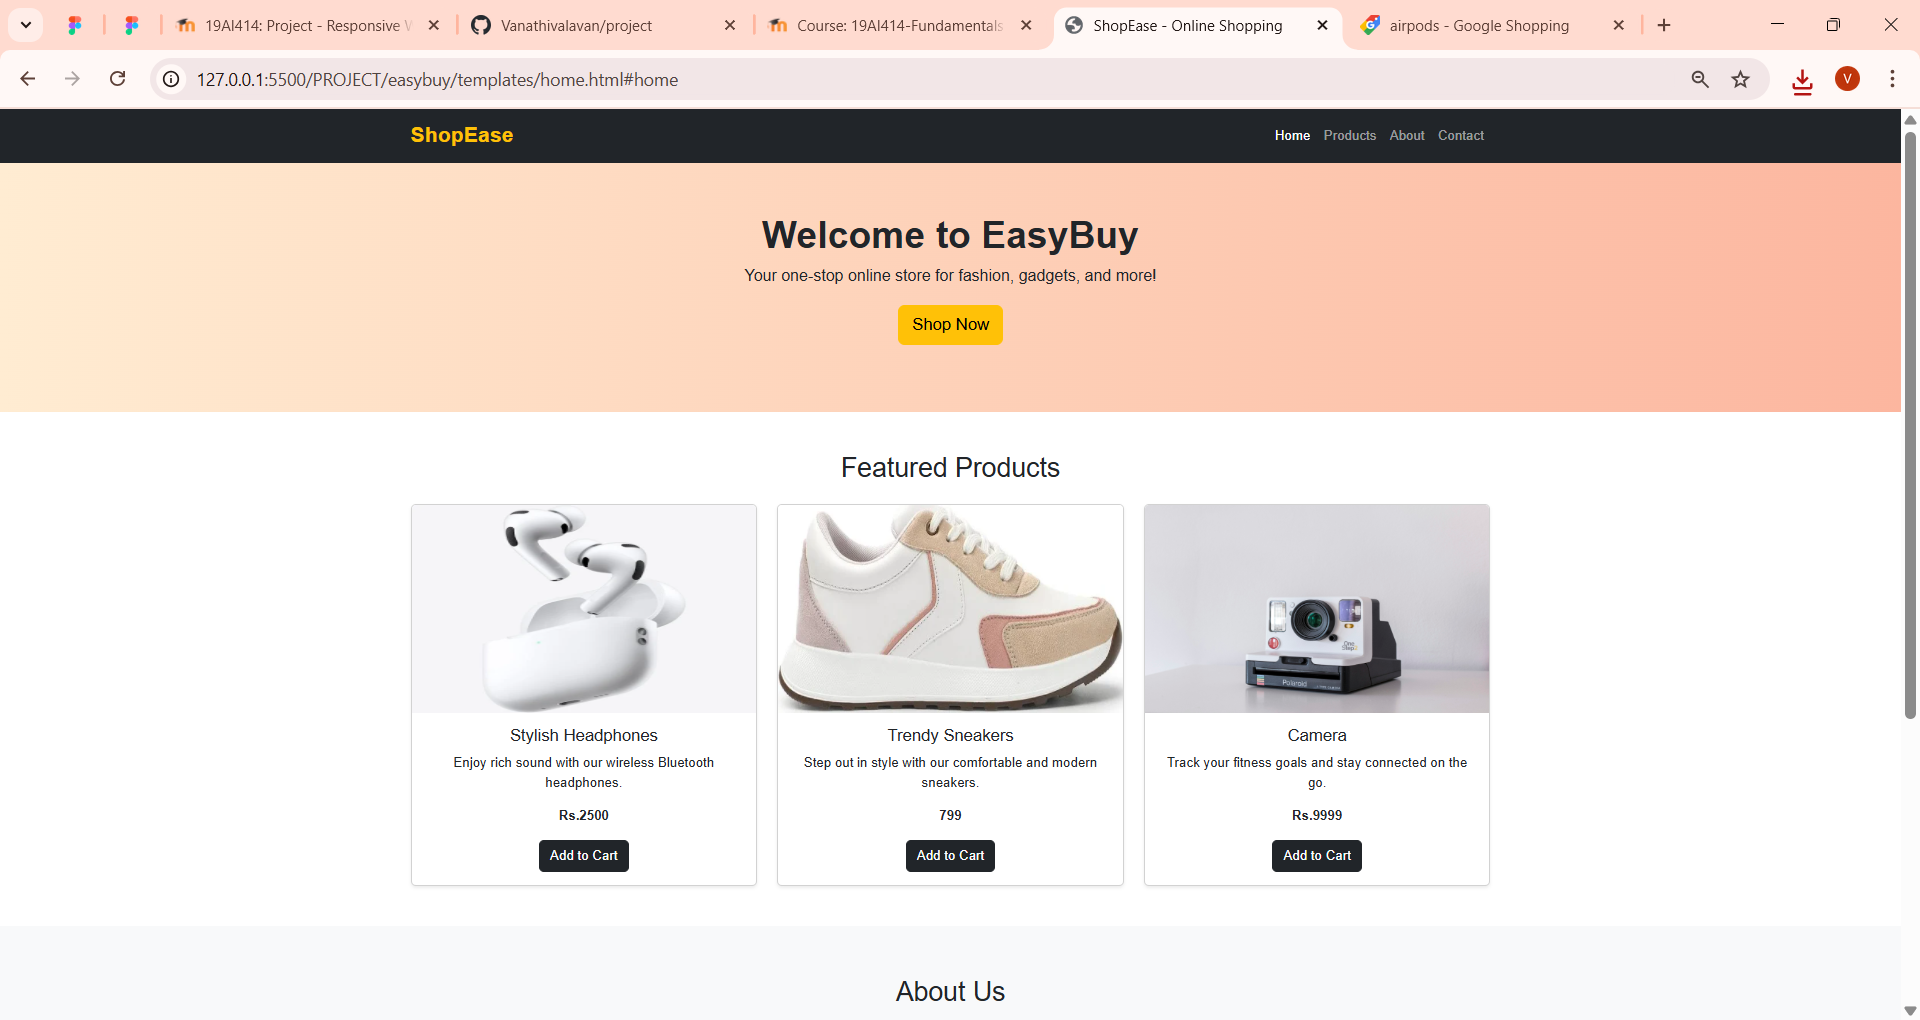 19AI414: Project - Responsive W
Vanathivalavan/project
Course: 19AI414-Fundamentals
ShopEase - Online Shopping
airpods - Google Shopping
127.0.0.1:5500/PROJECT/easybuy/templates/home.html#home
V
ShopEase
Home Products About Contact
Welcome to EasyBuy
Your one-stop online store for fashion, gadgets, and more!
Shop Now
Featured Products
One
Step
Polaroid
Stylish Headphones
Enjoy rich sound with our wireless Bluetooth
headphones.
Rs.2500
Add to Cart
Trendy Sneakers
Step out in style with our comfortable and modern
sneakers.
799
Add to Cart
Camera
Track your fitness goals and stay connected on the
go.
Rs.9999
Add to Cart
About Us